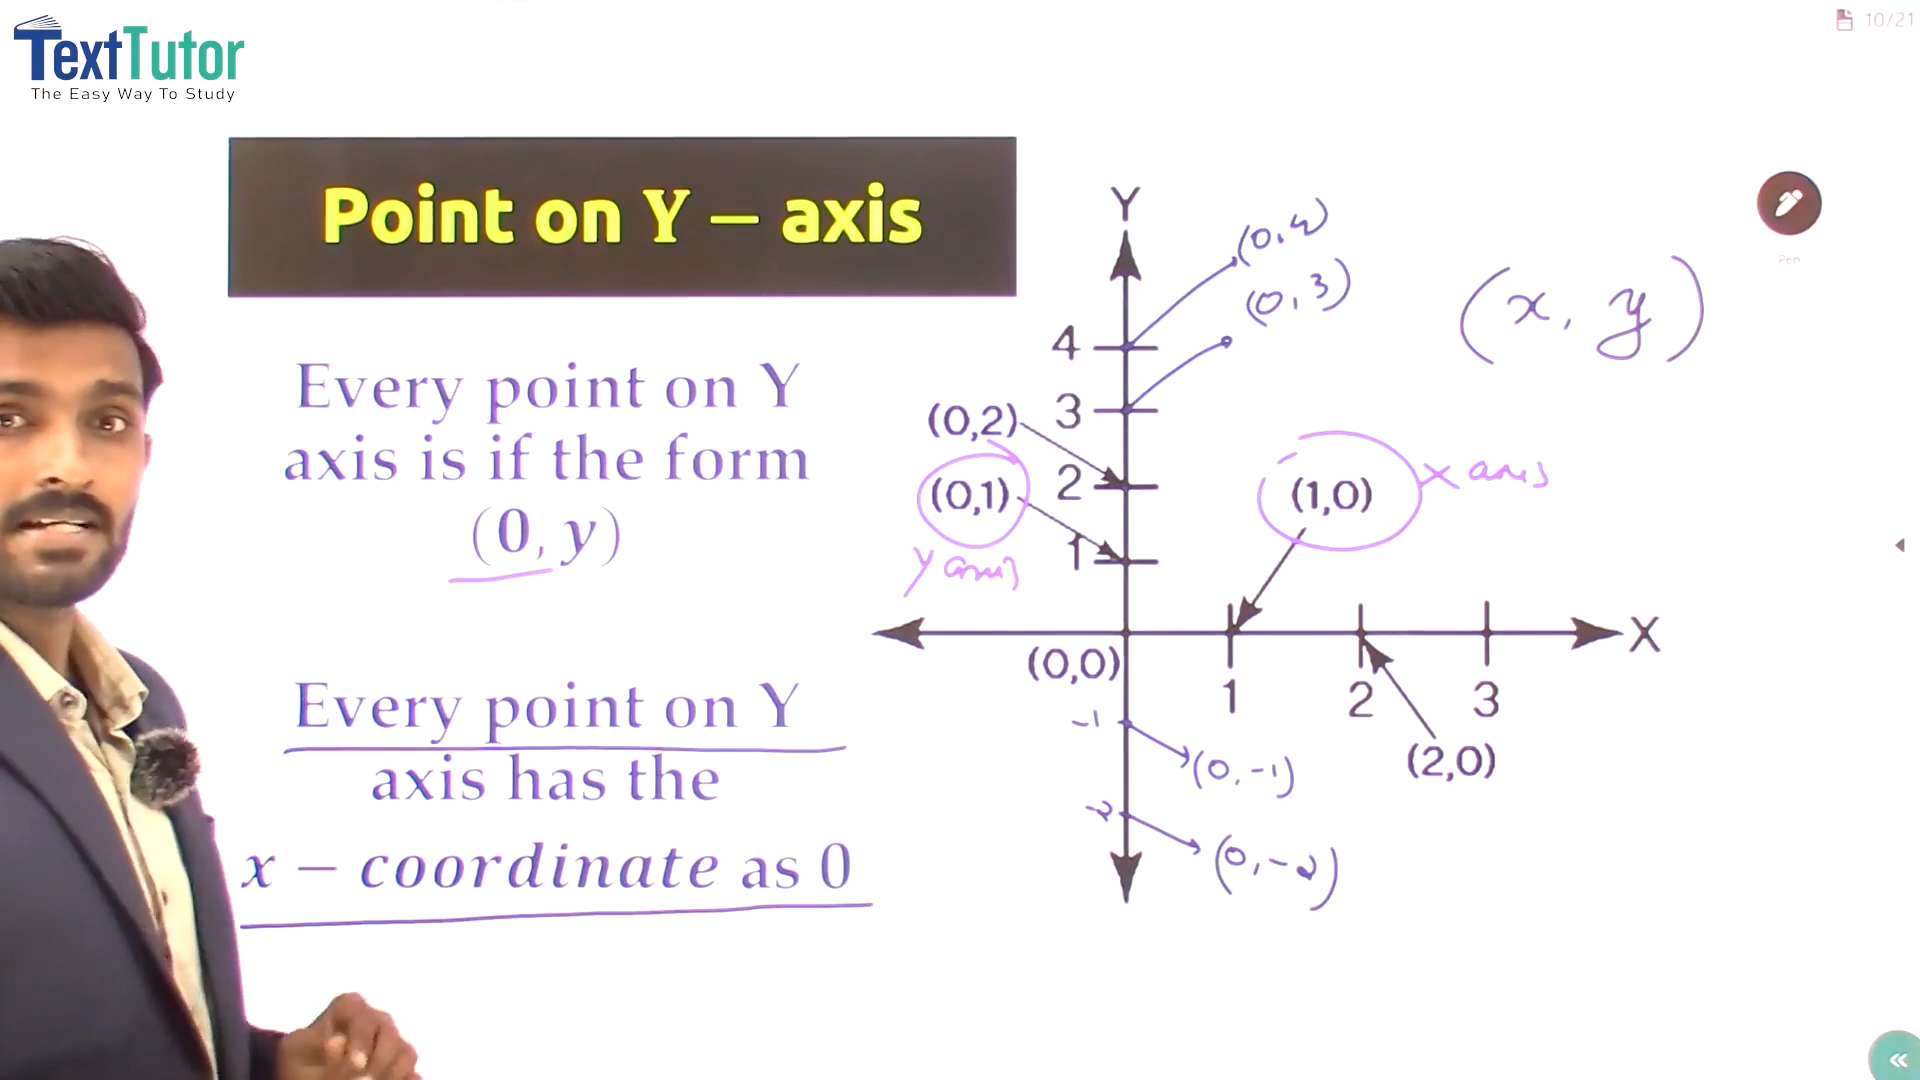 TextTutor
The Easy Way To Study
10/21
Point on Y – axis
Pen
Every point on Y
axis is if the form
(0, y)
Every point on Y
axis has the
x – coordinate as 0
Y
(0,4)
(0,3)
(x, y)
4
3
(0,2)
2
(0,1)
(1,0)
x axis
1
y axis
X
(0,0)
1
2
3
-1
(0,-1)
(2,0)
-2
(0,-2)